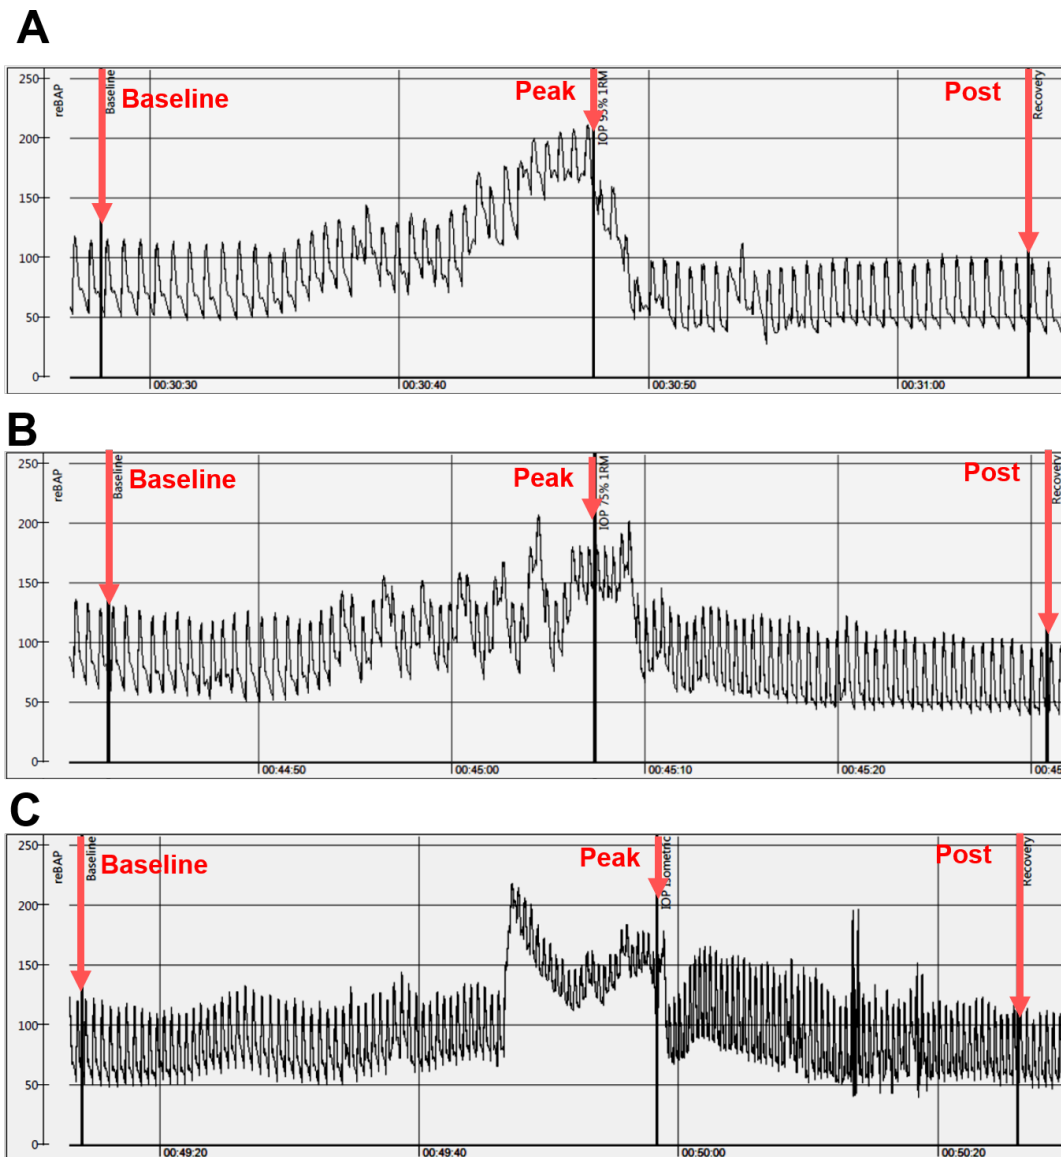 A
250
200
150
100
50
0
reBAP
Baseline
Baseline
Peak
IOP 95% 1RM
Post
Recovery
00:30:30
00:30:40
00:30:50
00:31:00
B
250
200
150
100
50
0
reBAP
Baseline
Baseline
Peak
IOP 75% 1RM
Post
Recovery
00:44:50
00:45:00
00:45:10
00:45:20
00:45
C
250
200
150
100
50
0
reBAP
Baseline
Baseline
Peak
IOP Isometric
Post
Recovery
00:49:20
00:49:40
00:50:00
00:50:20